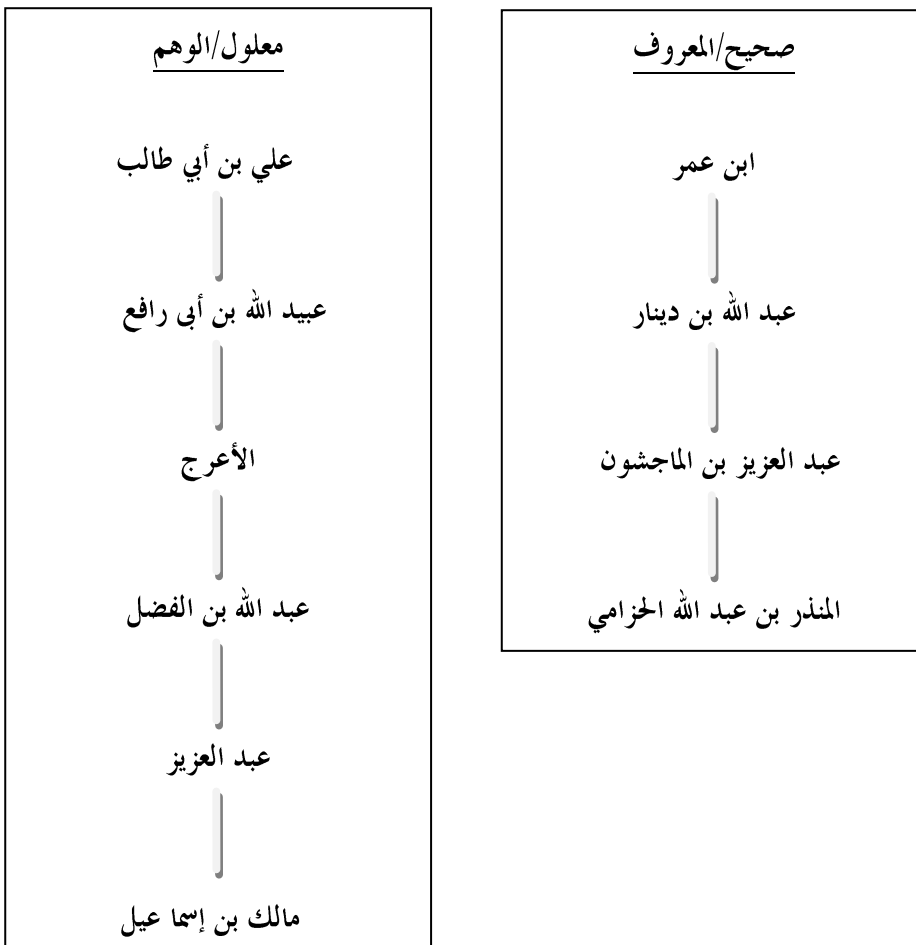 صحيح/المعروف
ابن عمر
عبد الله بن دينار
عبد العزيز بن الماجشون
المنذر بن عبد الله الحزامي
معلول/الوهم
علي بن أبي طالب
عبيد الله بن أبى رافع
الأعرج
عبد الله بن الفضل
عبد العزيز
مالك بن إسما عيل